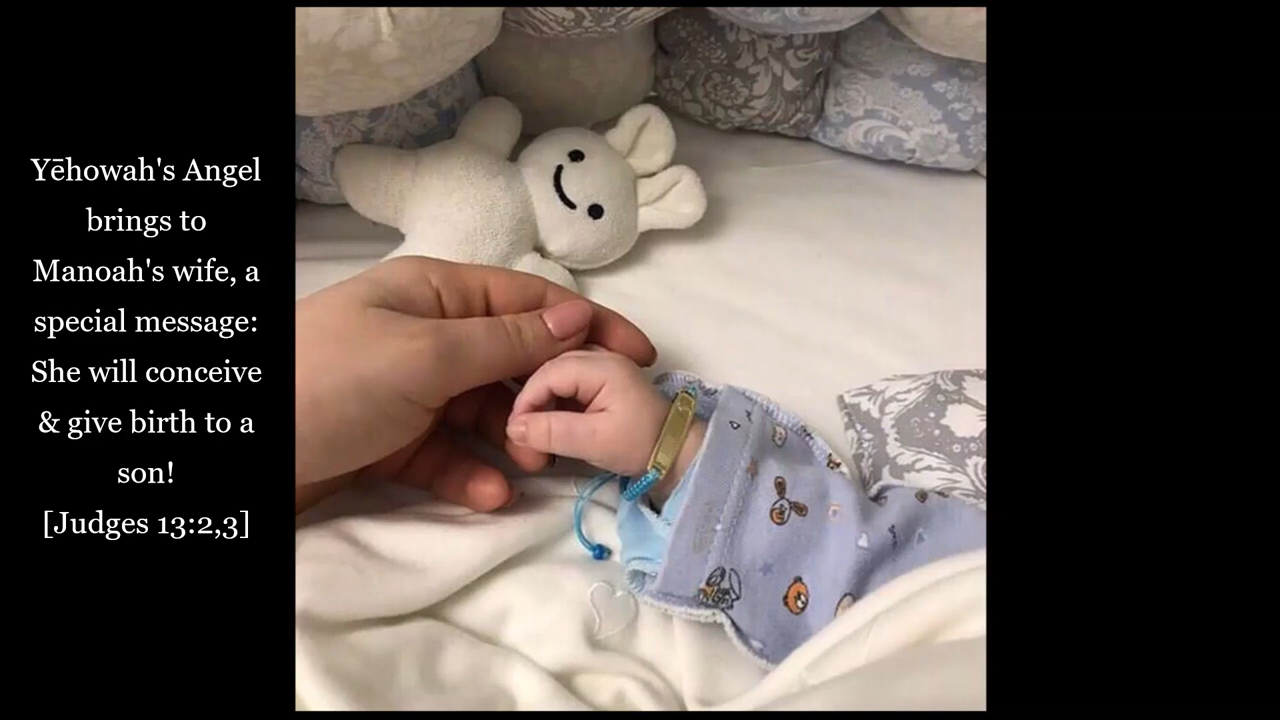 Yēhowah's Angel
brings to
Manoah's wife, a
special message:
She will conceive
& give birth to a
son!
[Judges 13:2,3]